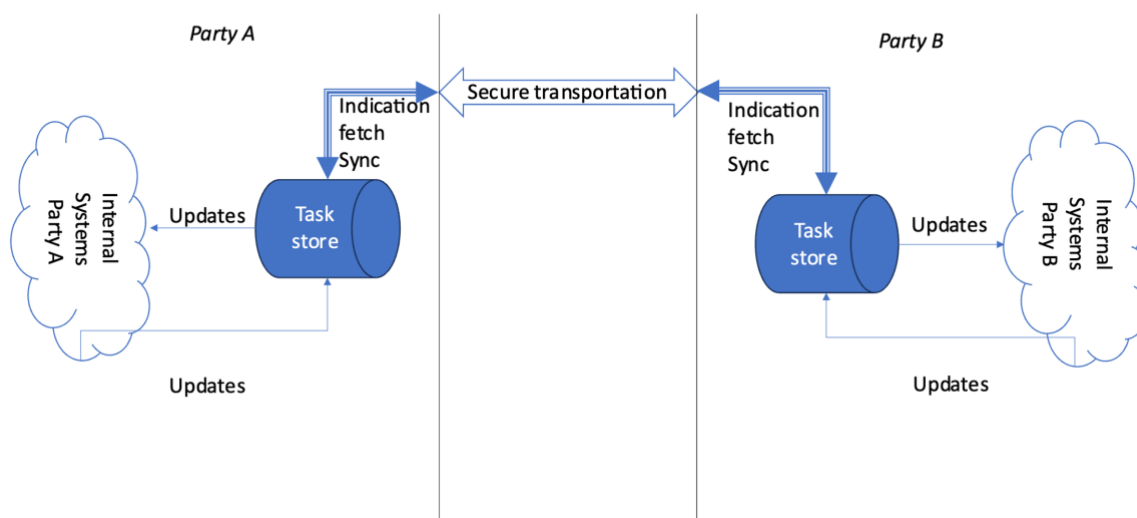 Party A
Party B
Secure transportation
Indication
fetch
Sync
Indication
fetch
Sync
Internal
Systems
Party A
Updates
Task
store
Task
store
Updates
Internal
Systems
Party B
Updates
Updates